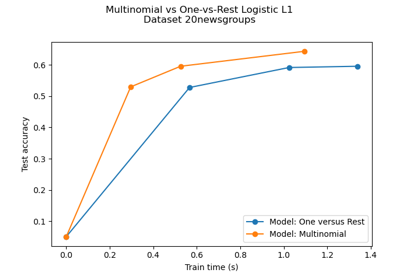 Multinomial vs One-vs-Rest Logistic L1
Dataset 20newsgroups
0.6
0.5
0.4
0.3
0.2
0.1
Test accuracy
Model: One versus Rest
Model: Multinomial
0.0 0.2 0.4 0.6 0.8 1.0 1.2 1.4
Train time (s)